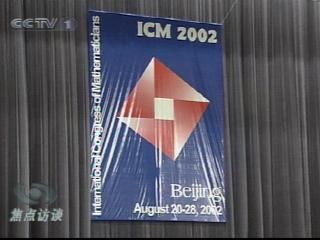 CCTV 1
ICM 2002
International Congress of Mathematicians
Beijing
August 20-28, 2002
焦点访谈